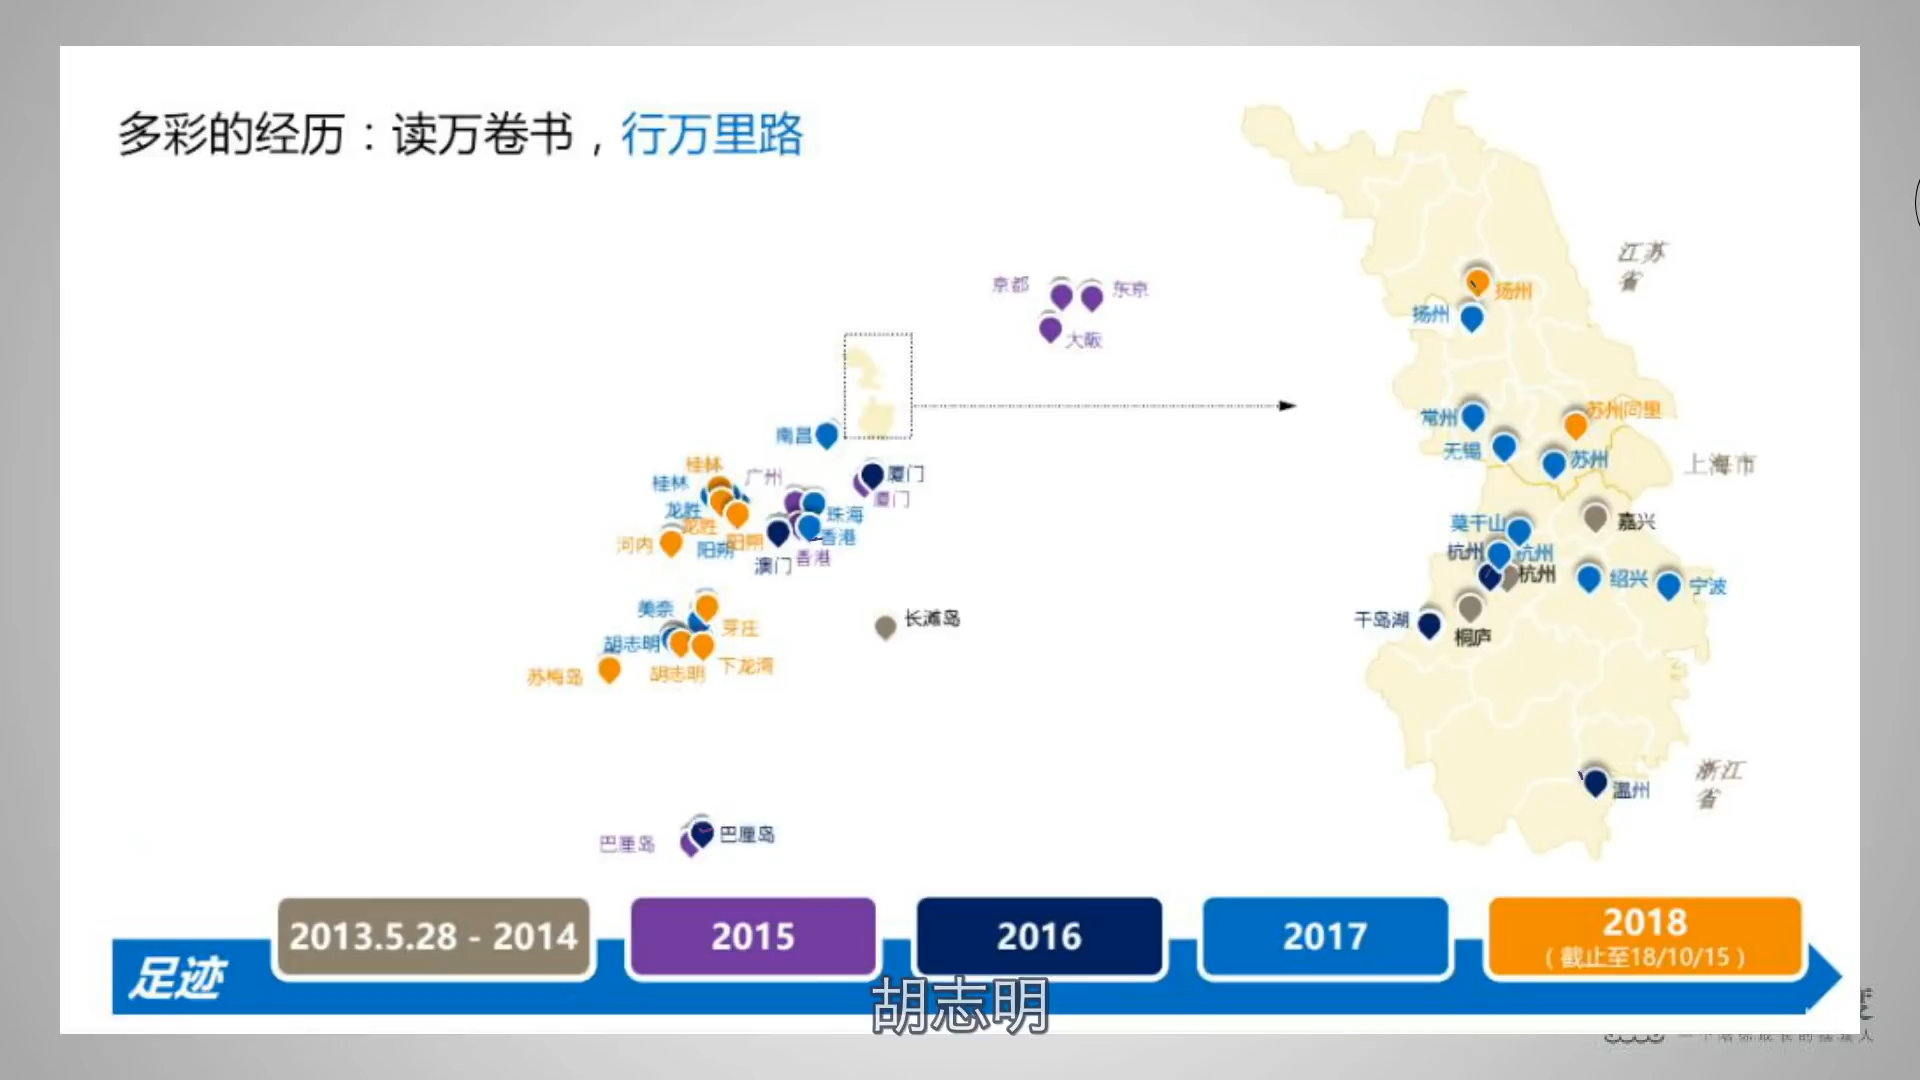 多彩的经历：读万卷书，行万里路
江苏
省
京都
东京
大阪
扬州
扬州
苏州同里
常州
无锡
苏州
上海市
南昌
桂林
桂林
广州
厦门
厦门
龙胜
龙胜
珠海
香港
香港
河内
阳朔
阳朔
澳门
莫干山
嘉兴
杭州
杭州
杭州
绍兴
宁波
千岛湖
桐庐
美奈
芽庄
长滩岛
胡志明
胡志明
下龙湾
苏梅岛
浙江
省
温州
巴厘岛
巴厘岛
足迹
2013.5.28 - 2014
2015
2016
2017
2018
（截止至18/10/15）
胡志明